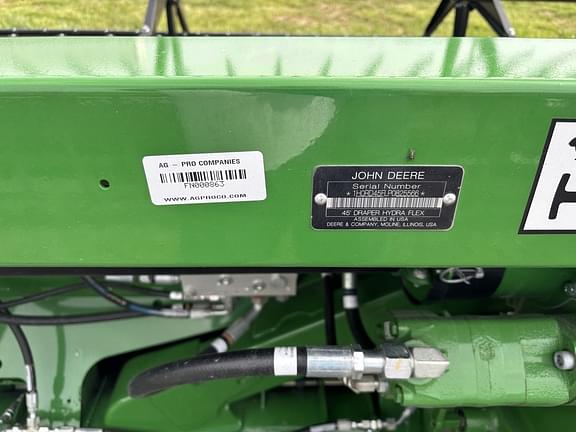 AG - PRO COMPANIES
FN000863
WWW.AGPROCO.COM
JOHN DEERE
Serial Number
*1H0RD45RLP0825566*
45' DRAPER HYDRA FLEX
ASSEMBLED IN USA
DEERE & COMPANY, MOLINE, ILLINOIS, USA